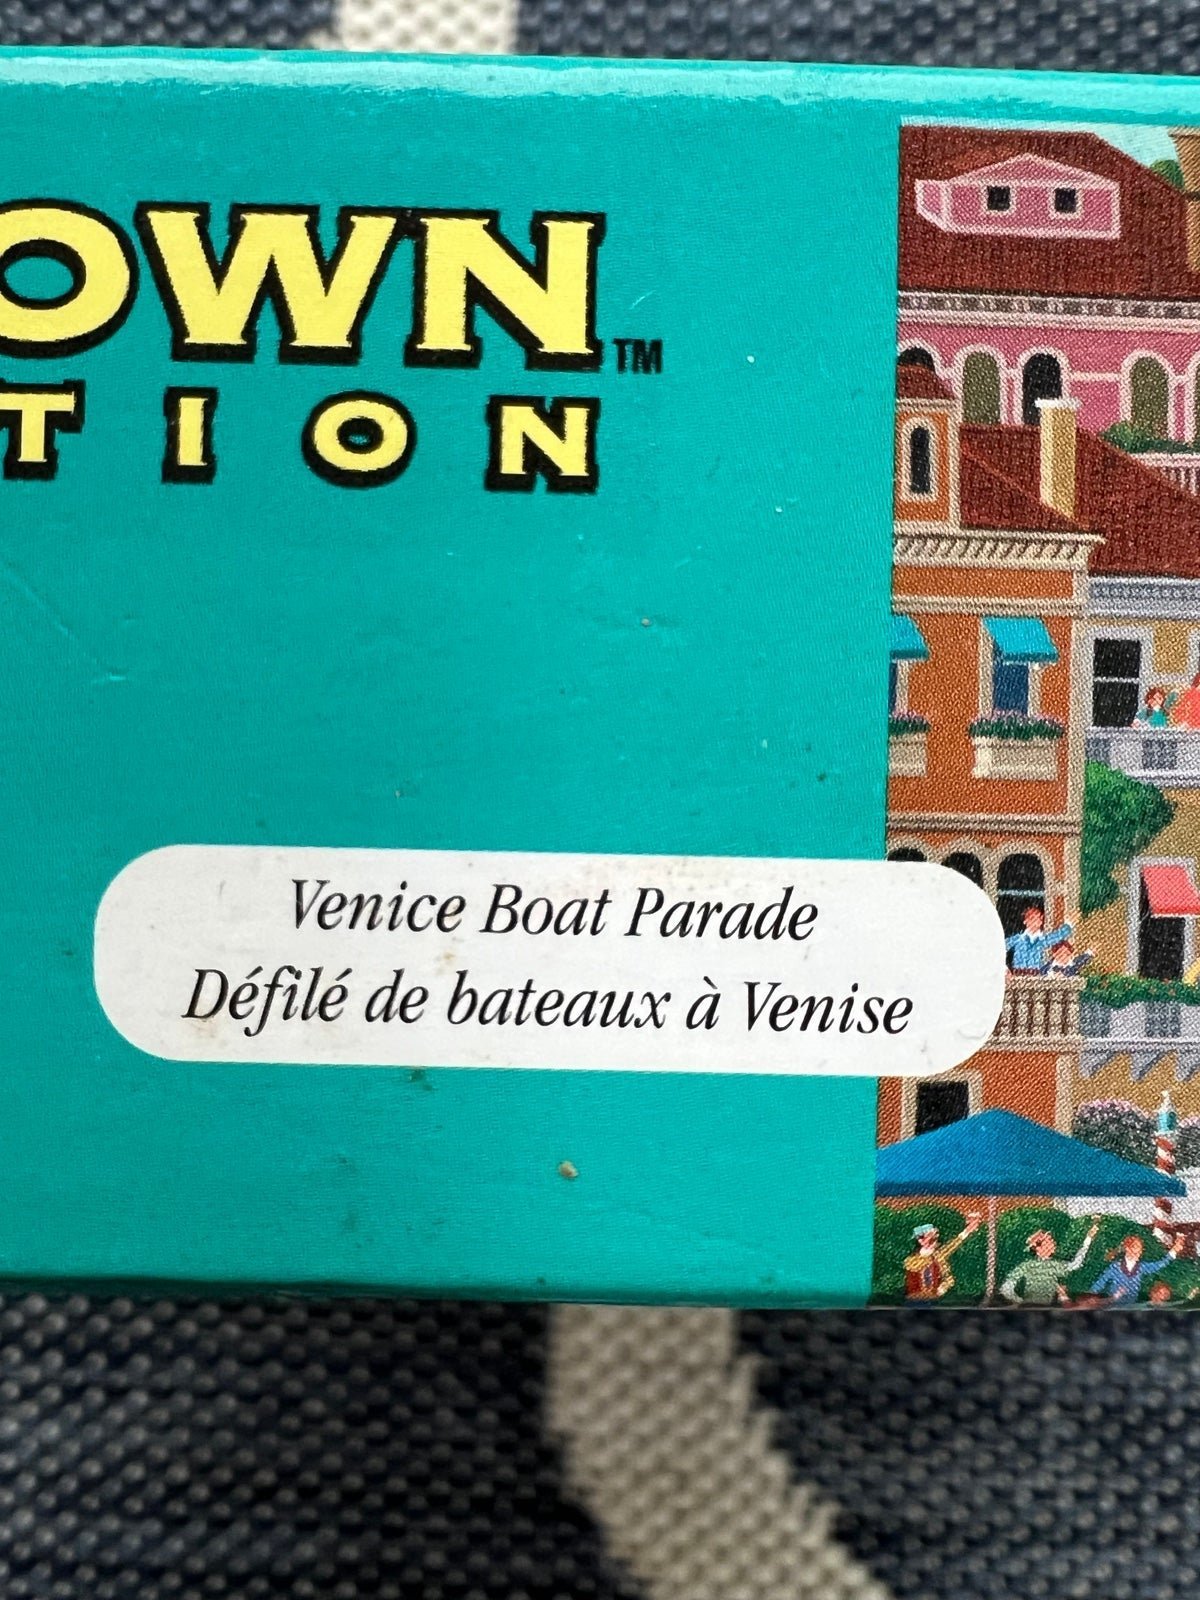 OWN™
TION
Venice Boat Parade
Défilé de bateaux à Venise